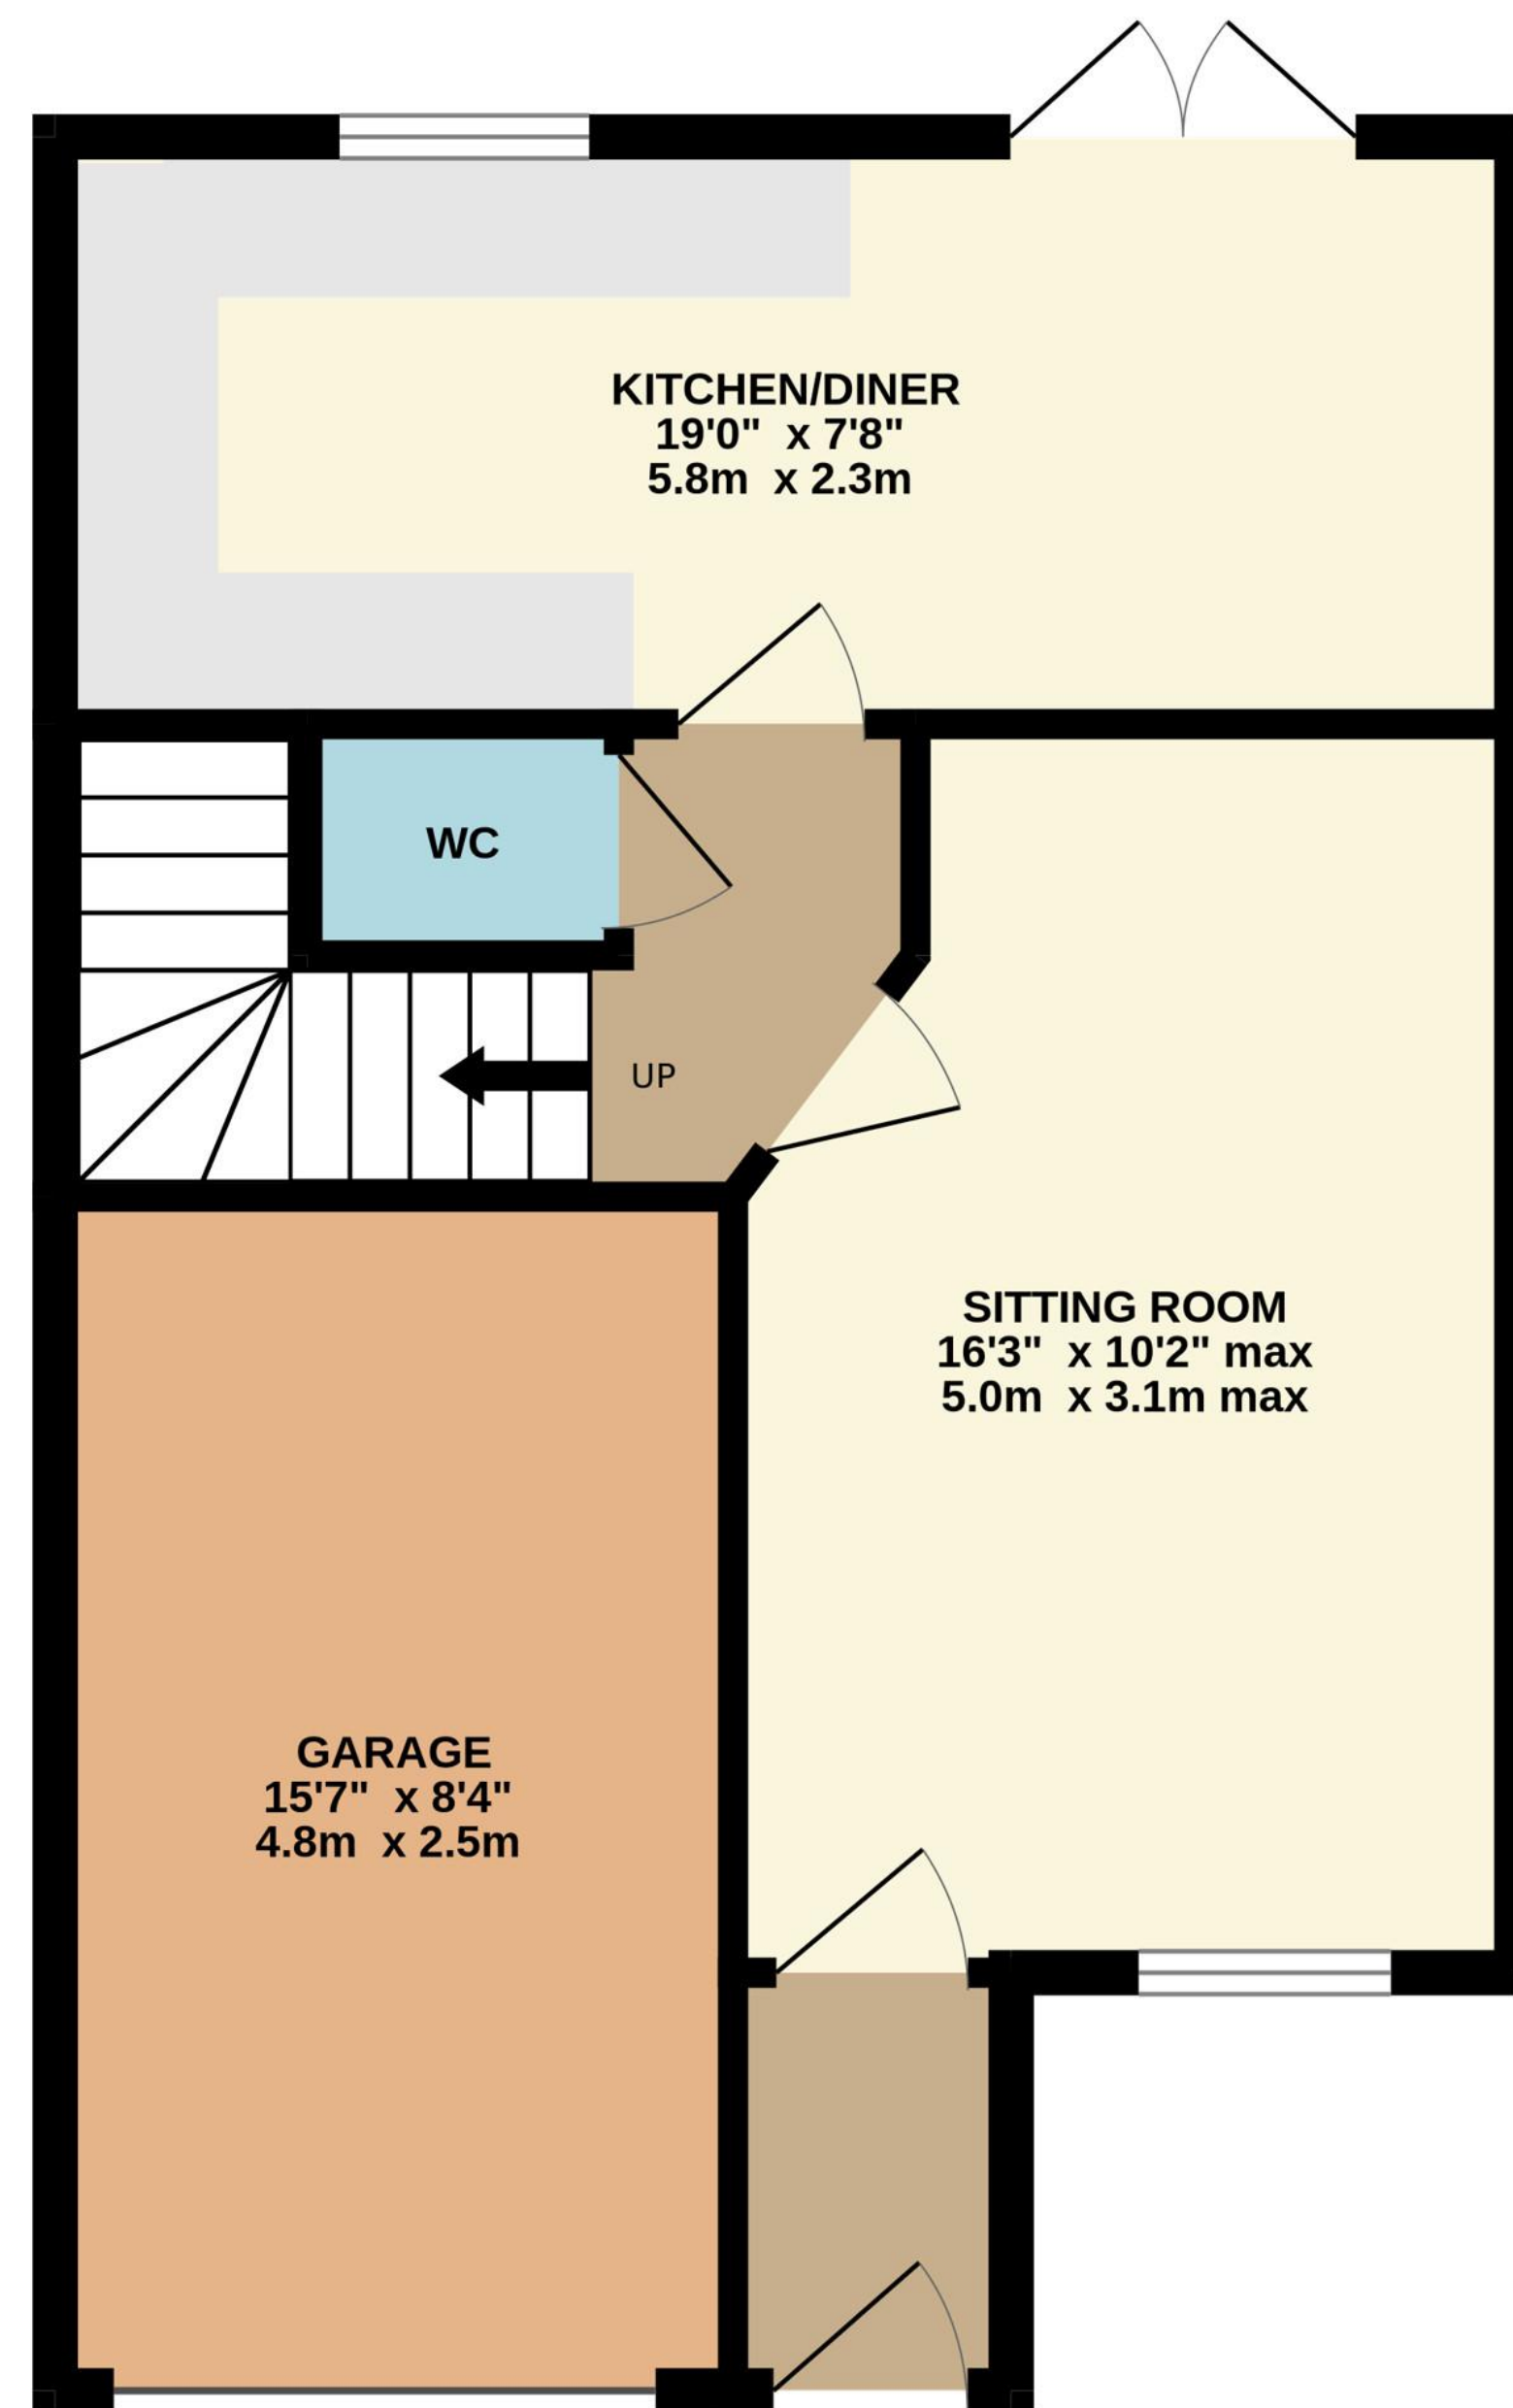 KITCHEN/DINER
19'0" x 7'8"
5.8m x 2.3m
WC
UP
SITTING ROOM
16'3" x 10'2" max
5.0m x 3.1m max
GARAGE
15'7" x 8'4"
4.8m x 2.5m